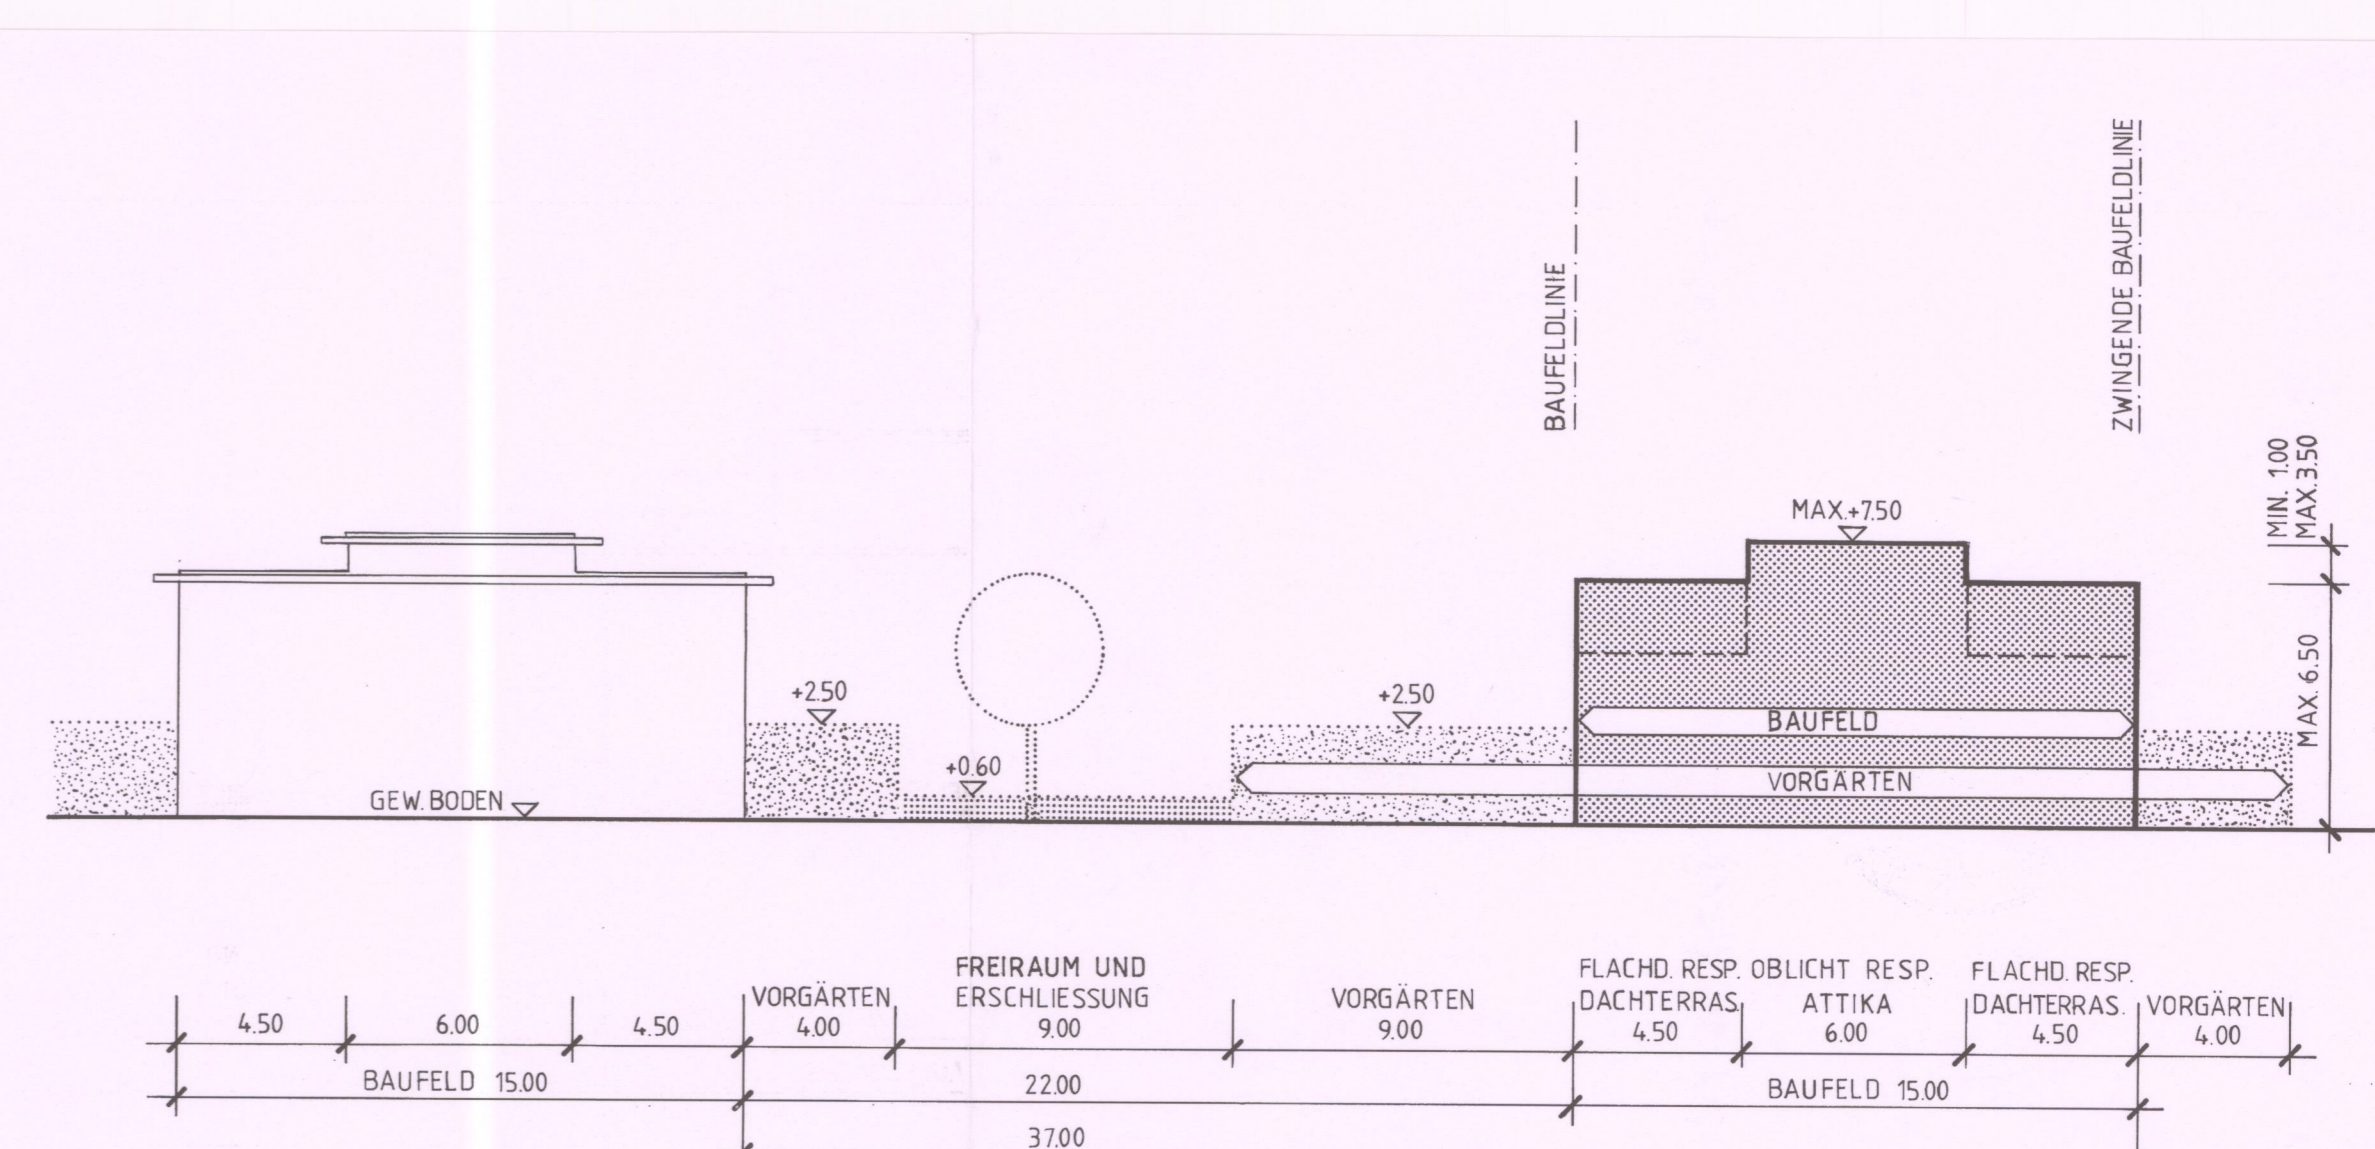 BAUFELDLINIE
ZWINGENDE BAUFELDLINIE
MIN. 1.00
MAX. 3.50
MAX.+7.50
MAX. 6.50
+2.50
+2.50
BAUFELD
+0.60
VORGÄRTEN
GEW. BODEN
FREIRAUM UND
ERSCHLIESSUNG
VORGÄRTEN
VORGÄRTEN
FLACHD. RESP.
DACHTERRAS.
OBLICHT RESP.
ATTIKA
FLACHD. RESP.
DACHTERRAS.
VORGÄRTEN
4.50
6.00
4.50
4.00
9.00
9.00
4.50
6.00
4.50
4.00
BAUFELD 15.00
22.00
BAUFELD 15.00
37.00